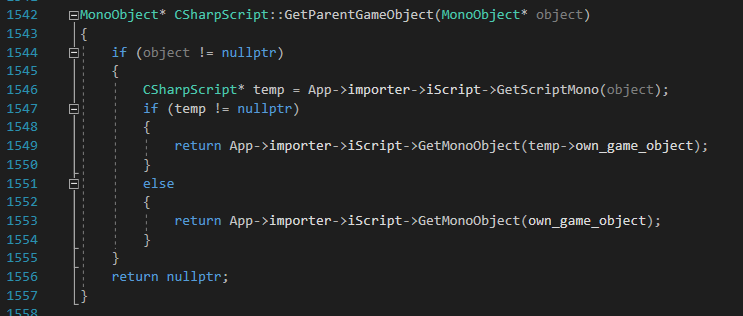 1542 MonoObject* CSharpScript::GetParentGameObject(MonoObject* object)
1543 {
1544     if (object != nullptr)
1545     {
1546         CSharpScript* temp = App->importer->iScript->GetScriptMono(object);
1547         if (temp != nullptr)
1548         {
1549             return App->importer->iScript->GetMonoObject(temp->own_game_object);
1550         }
1551         else
1552         {
1553             return App->importer->iScript->GetMonoObject(own_game_object);
1554         }
1555     }
1556     return nullptr;
1557 }
1558